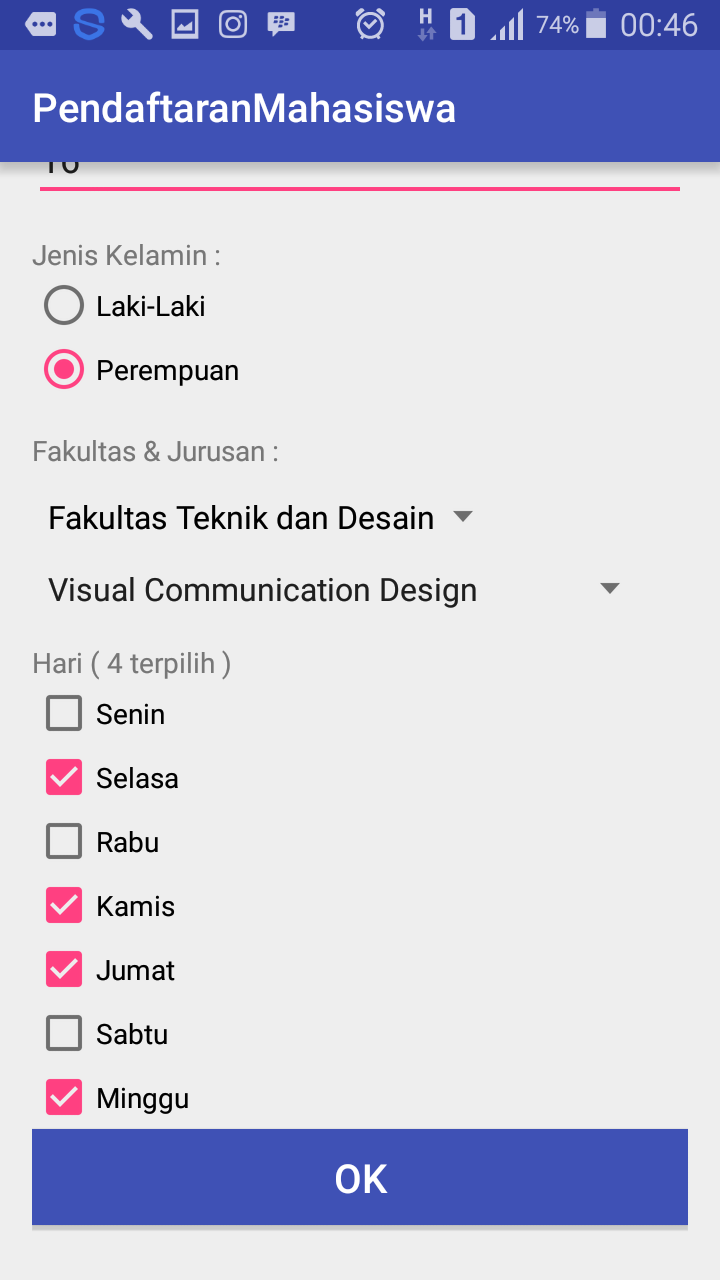 H 1 74% 00:46
PendaftaranMahasiswa
Jenis Kelamin :
Laki-Laki
Perempuan
Fakultas & Jurusan :
Fakultas Teknik dan Desain
Visual Communication Design
Hari ( 4 terpilih )
Senin
Selasa
Rabu
Kamis
Jumat
Sabtu
Minggu
OK